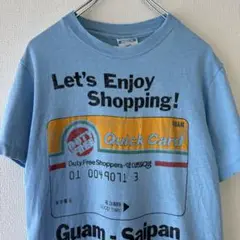 Let's Enjoy
Shopping!
Quick Card
Duty Free Shoppers
01 0049071 3
Guam - Saipan